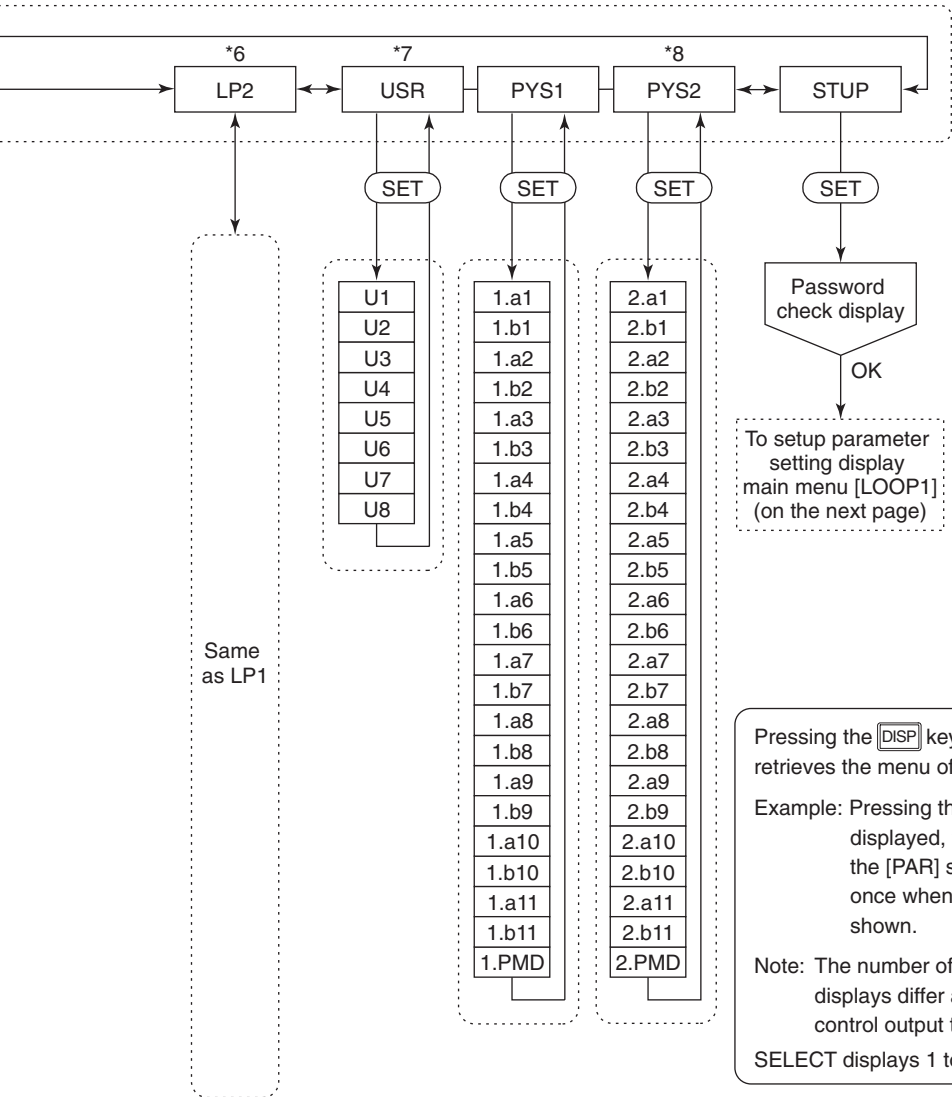 *6
*7
*8
LP2
USR
PYS1
PYS2
STUP
SET
SET
SET
SET
Same
as LP1
U1
U2
U3
U4
U5
U6
U7
U8
1.a1
1.b1
1.a2
1.b2
1.a3
1.b3
1.a4
1.b4
1.a5
1.b5
1.a6
1.b6
1.a7
1.b7
1.a8
1.b8
1.a9
1.b9
1.a10
1.b10
1.a11
1.b11
1.PMD
2.a1
2.b1
2.a2
2.b2
2.a3
2.b3
2.a4
2.b4
2.a5
2.b5
2.a6
2.b6
2.a7
2.b7
2.a8
2.b8
2.a9
2.b9
2.a10
2.b10
2.a11
2.b11
2.PMD
Password
check display
OK
To setup parameter
setting display
main menu [LOOP1]
(on the next page)
Pressing the DISP key
retrieves the menu of
Example: Pressing th
displayed,
the [PAR] s
once when
shown.
Note: The number of
displays differ a
control output t
SELECT displays 1 to